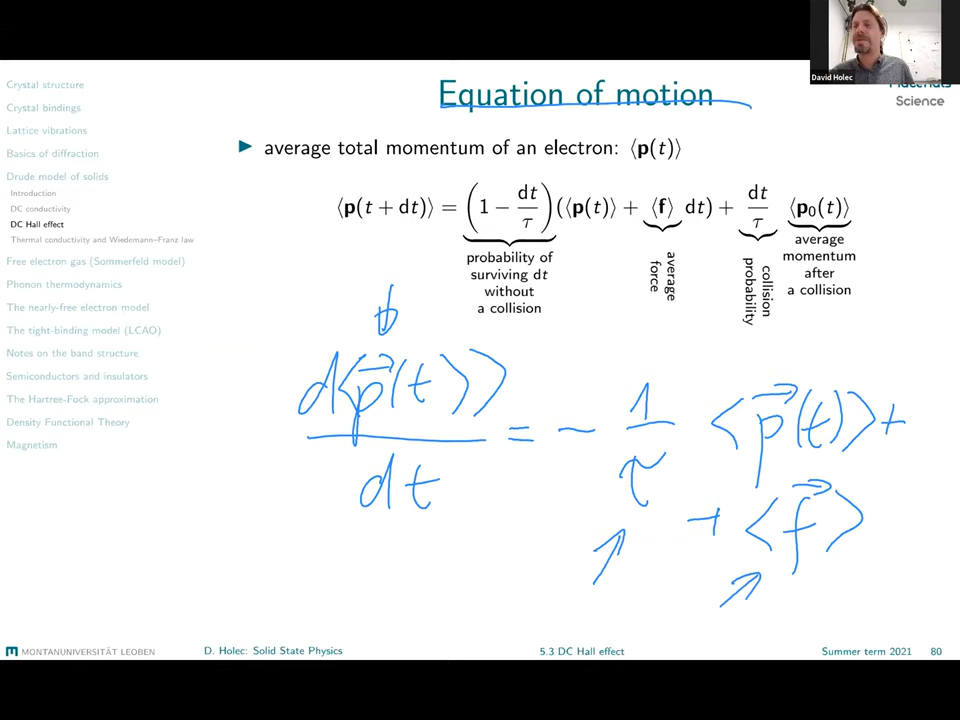 David Holec
Materials
Science
Equation of motion
Crystal structure
Crystal bindings
Lattice vibrations
Basics of diffraction
Drude model of solids
Introduction
DC conductivity
DC Hall effect
Thermal conductivity and Wiedemann–Franz law
Free electron gas (Sommerfeld model)
Phonon thermodynamics
The nearly-free electron model
The tight-binding model (LCAO)
Notes on the band structure
Semiconductors and insulators
The Hartree-Fock approximation
Density Functional Theory
Magnetism
▶ average total momentum of an electron: ⟨p(t)⟩
⟨p(t + dt)⟩ = (1 − dt/τ)(⟨p(t)⟩ + ⟨f⟩ dt) + dt/τ ⟨p₀(t)⟩
probability of
surviving dt
without
a collision
average
force
collision
probability
average
momentum
after
a collision
d⟨p⃗(t)⟩/dt = − 1/τ ⟨p⃗(t)⟩ +
+ ⟨f⃗⟩
MONTANUNIVERSITÄT LEOBEN
D. Holec: Solid State Physics
5.3 DC Hall effect
Summer term 2021 80